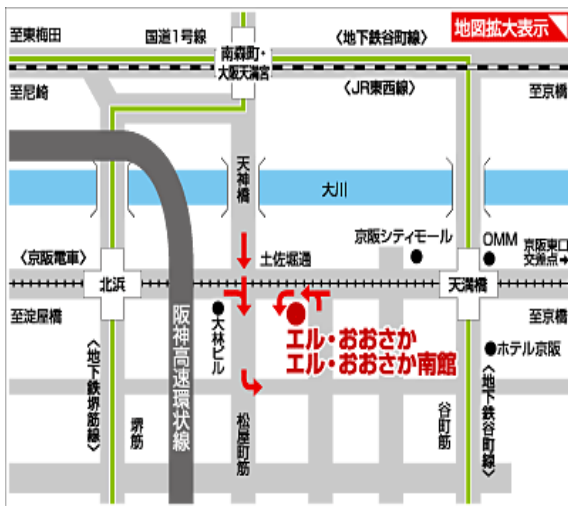 地図拡大表示
至東梅田
国道1号線
南森町・
大阪天満宮
〈地下鉄谷町線〉
至尼崎
〈JR東西線〉
至京橋
天神橋
大川
〈京阪電車〉
土佐堀通
京阪シティモール
OMM
京阪東口
交差点→
北浜
天満橋
至淀屋橋
大林ビル
エル・おおさか
エル・おおさか南館
至京橋
ホテル京阪
〈地下鉄堺筋線〉
堺筋
阪神高速環状線
松屋町筋
谷町筋
〈地下鉄谷町線〉